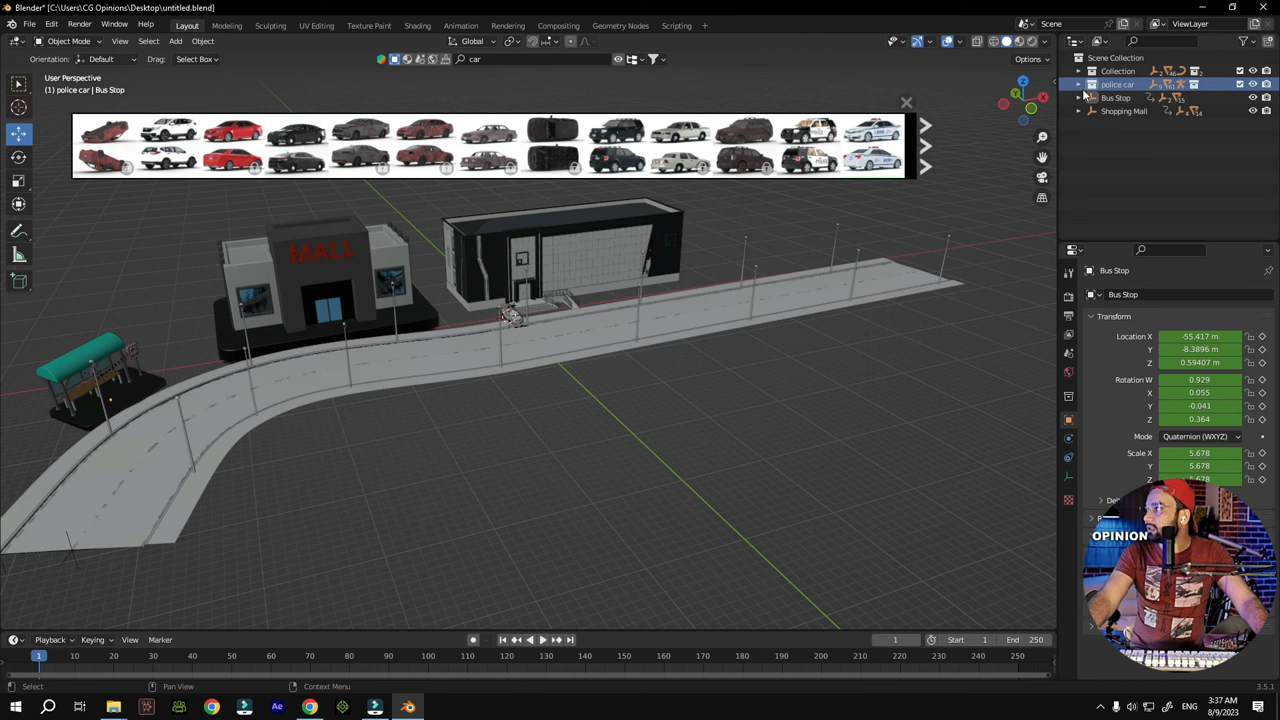 Blender* [C:\Users\CG Opinions\Desktop\untitled.blend]
File Edit Render Window Help Layout Modeling Sculpting UV Editing Texture Paint Shading Animation Rendering Compositing Geometry Nodes Scripting + Scene ViewLayer
Object Mode View Select Add Object Global
Orientation: Default Drag: Select Box car Options
User Perspective
(1) police car | Bus Stop
Scene Collection
Collection
police car
Bus Stop
Shopping Mall
MALL
Bus Stop
Bus Stop
Transform
Location X -55.417 m
Y -8.3896 m
Z 0.59407 m
Rotation W 0.929
X 0.055
Y -0.041
Z 0.364
Mode Quaternion (WXYZ)
Scale X 5.678
Y 5.678
Z 5.678
OPINION
Playback Keying View Marker 1 Start 1 End 250
1 10 20 30 40 50 60 70 80 90 100 110 120 130 140 150 160 170 180 190 200 210 220 230 240 250
Select Pan View Context Menu 3.5.1
Ae ENG 3:37 AM
8/9/2023